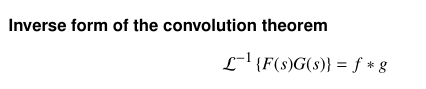 Inverse form of the convolution theorem
ℒ⁻¹ {F(s)G(s)} = f ∗ g